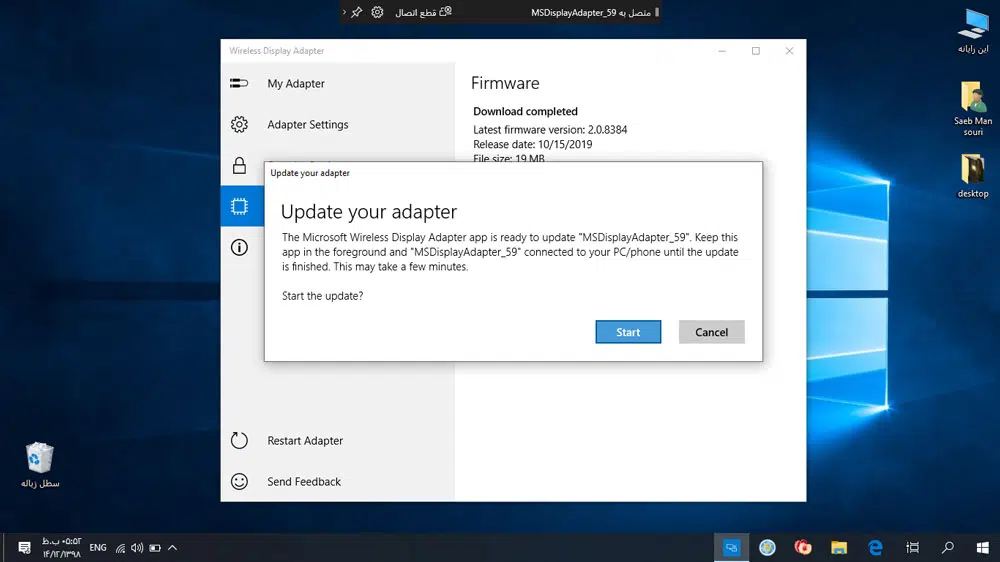 متصل به MSDisplayAdapter_59
قطع اتصال
Wireless Display Adapter
My Adapter
Adapter Settings
Firmware
Download completed
Latest firmware version: 2.0.8384
Release date: 10/15/2019
File size: 19 MB
Update your adapter
Update your adapter
The Microsoft Wireless Display Adapter app is ready to update "MSDisplayAdapter_59". Keep this
app in the foreground and "MSDisplayAdapter_59" connected to your PC/phone until the update
is finished. This may take a few minutes.
Start the update?
Start
Cancel
Restart Adapter
Send Feedback
این رایانه
Saeb Man
souri
desktop
سطل زباله
۰۵:۵۲ ب.ظ
۱۴/۱۲/۱۳۹۸
ENG